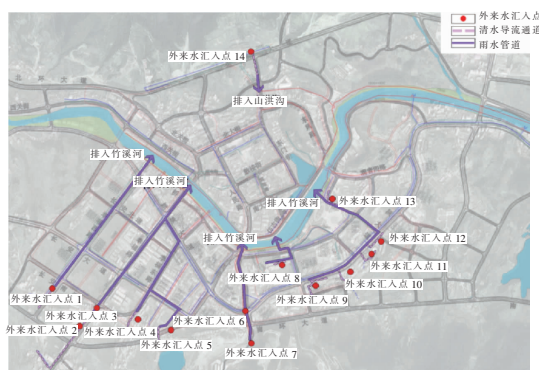 外来水汇入点
清水导流通道
雨水管道
外来水汇入点 14
排入山洪沟
排入竹溪河
排入竹溪河
排入竹溪河
外来水汇入点 13
排入竹溪河
外来水汇入点 12
外来水汇入点 11
外来水汇入点 8
外来水汇入点 10
外来水汇入点 1
外来水汇入点 9
外来水汇入点 3
外来水汇入点 6
外来水汇入点 2
外来水汇入点 4
外来水汇入点 5
外来水汇入点 7